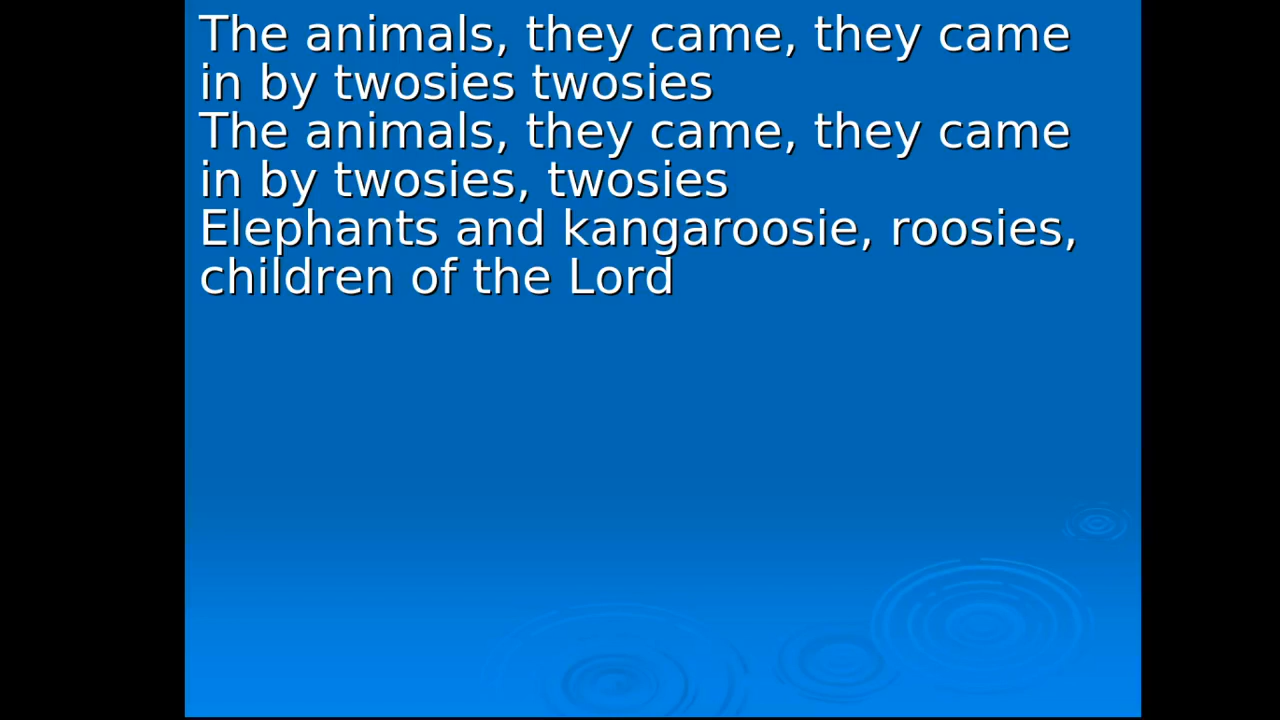 The animals, they came, they came
in by twosies twosies
The animals, they came, they came
in by twosies, twosies
Elephants and kangaroosie, roosies,
children of the Lord